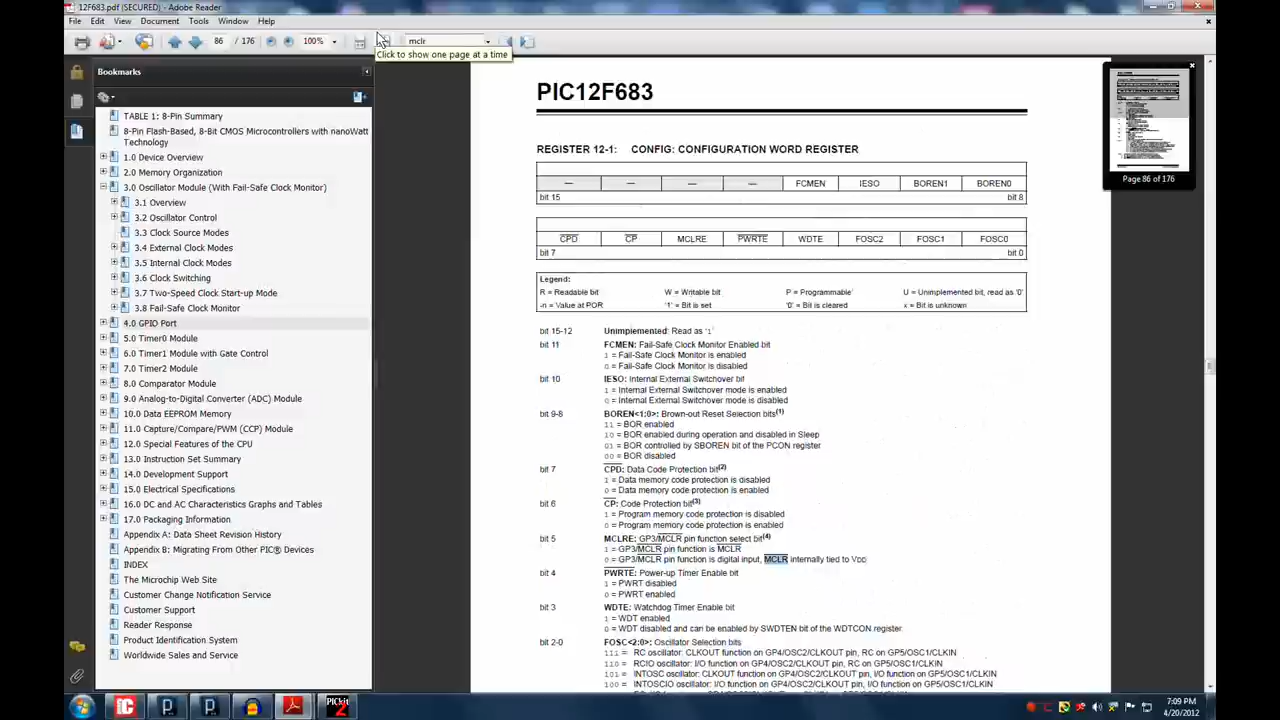 12F683.pdf (SECURED) - Adobe Reader
File Edit View Document Tools Window Help
86 / 176 100% mclr
Click to show one page at a time
Bookmarks
TABLE 1: 8-Pin Summary
8-Pin Flash-Based, 8-Bit CMOS Microcontrollers with nanoWatt
Technology
1.0 Device Overview
2.0 Memory Organization
3.0 Oscillator Module (With Fail-Safe Clock Monitor)
3.1 Overview
3.2 Oscillator Control
3.3 Clock Source Modes
3.4 External Clock Modes
3.5 Internal Clock Modes
3.6 Clock Switching
3.7 Two-Speed Clock Start-up Mode
3.8 Fail-Safe Clock Monitor
4.0 GPIO Port
5.0 Timer0 Module
6.0 Timer1 Module with Gate Control
7.0 Timer2 Module
8.0 Comparator Module
9.0 Analog-to-Digital Converter (ADC) Module
10.0 Data EEPROM Memory
11.0 Capture/Compare/PWM (CCP) Module
12.0 Special Features of the CPU
13.0 Instruction Set Summary
14.0 Development Support
15.0 Electrical Specifications
16.0 DC and AC Characteristics Graphs and Tables
17.0 Packaging Information
Appendix A: Data Sheet Revision History
Appendix B: Migrating From Other PIC® Devices
INDEX
The Microchip Web Site
Customer Change Notification Service
Customer Support
Reader Response
Product Identification System
Worldwide Sales and Service
PIC12F683
REGISTER 12-1: CONFIG: CONFIGURATION WORD REGISTER
— — — — FCMEN IESO BOREN1 BOREN0
bit 15 bit 8
CPD CP MCLRE PWRTE WDTE FOSC2 FOSC1 FOSC0
bit 7 bit 0
Legend:
R = Readable bit W = Writable bit P = Programmable' U = Unimplemented bit, read as '0'
-n = Value at POR '1' = Bit is set '0' = Bit is cleared x = Bit is unknown
bit 15-12 Unimplemented: Read as '1'
bit 11 FCMEN: Fail-Safe Clock Monitor Enabled bit
1 = Fail-Safe Clock Monitor is enabled
0 = Fail-Safe Clock Monitor is disabled
bit 10 IESO: Internal External Switchover bit
1 = Internal External Switchover mode is enabled
0 = Internal External Switchover mode is disabled
bit 9-8 BOREN<1:0>: Brown-out Reset Selection bits(1)
11 = BOR enabled
10 = BOR enabled during operation and disabled in Sleep
01 = BOR controlled by SBOREN bit of the PCON register
00 = BOR disabled
bit 7 CPD: Data Code Protection bit(2)
1 = Data memory code protection is disabled
0 = Data memory code protection is enabled
bit 6 CP: Code Protection bit(3)
1 = Program memory code protection is disabled
0 = Program memory code protection is enabled
bit 5 MCLRE: GP3/MCLR pin function select bit(4)
1 = GP3/MCLR pin function is MCLR
0 = GP3/MCLR pin function is digital input, MCLR internally tied to VDD
bit 4 PWRTE: Power-up Timer Enable bit
1 = PWRT disabled
0 = PWRT enabled
bit 3 WDTE: Watchdog Timer Enable bit
1 = WDT enabled
0 = WDT disabled and can be enabled by SWDTEN bit of the WDTCON register
bit 2-0 FOSC<2:0>: Oscillator Selection bits
111 = RC oscillator: CLKOUT function on GP4/OSC2/CLKOUT pin, RC on GP5/OSC1/CLKIN
110 = RCIO oscillator: I/O function on GP4/OSC2/CLKOUT pin, RC on GP5/OSC1/CLKIN
101 = INTOSC oscillator: CLKOUT function on GP4/OSC2/CLKOUT pin, I/O function on GP5/OSC1/CLKIN
100 = INTOSCIO oscillator: I/O function on GP4/OSC2/CLKOUT pin, I/O function on GP5/OSC1/CLKIN
Page 86 of 176
PICkit
2
7:09 PM
4/20/2012